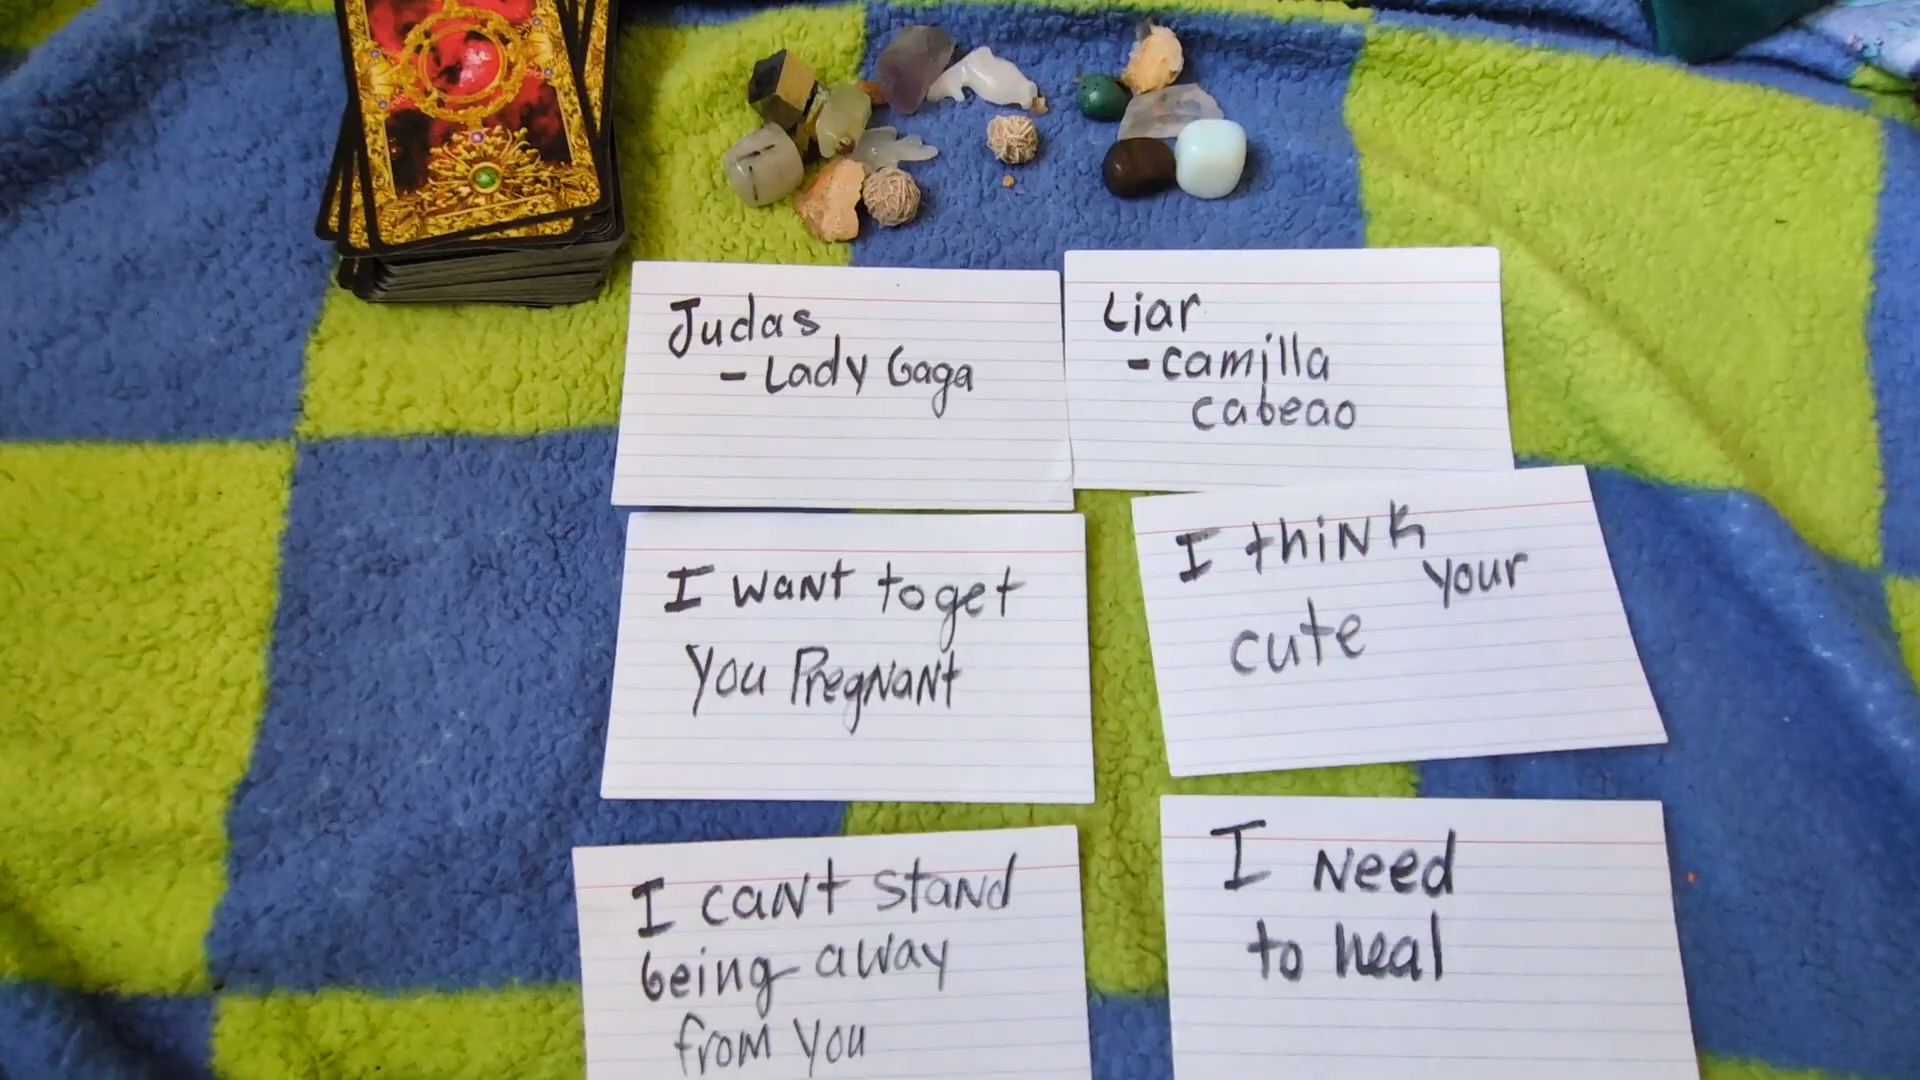 Judas
- Lady Gaga
Liar
- camilla
cabeao
I want to get
You Pregnant
I think your
cute
I can't stand
being away
from you
I Need
to heal